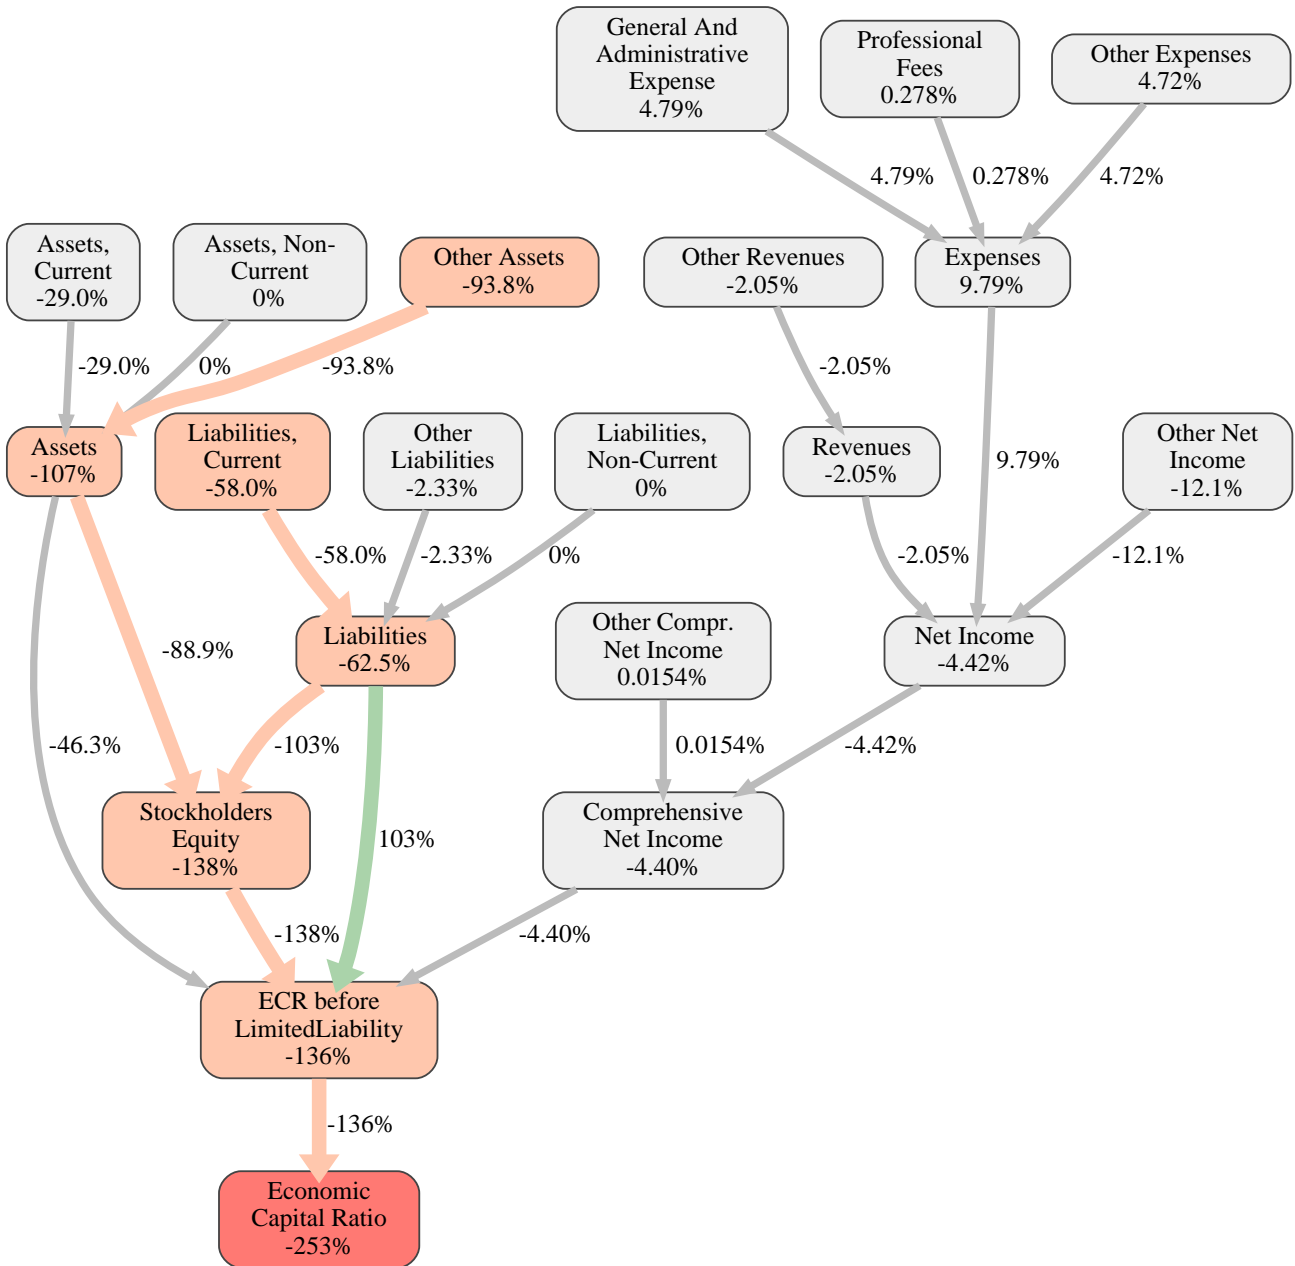 General And
Administrative
Expense
4.79%
Professional
Fees
0.278%
Other Expenses
4.72%
4.79%
0.278%
4.72%
Assets,
Current
-29.0%
Assets, Non-
Current
0%
Other Assets
-93.8%
Other Revenues
-2.05%
Expenses
9.79%
-29.0%
0%
-93.8%
-2.05%
Assets
-107%
Liabilities,
Current
-58.0%
Other
Liabilities
-2.33%
Liabilities,
Non-Current
0%
Revenues
-2.05%
9.79%
Other Net
Income
-12.1%
-58.0%
-2.33%
0%
-2.05%
-12.1%
-88.9%
Liabilities
-62.5%
Other Compr.
Net Income
0.0154%
Net Income
-4.42%
-46.3%
-103%
0.0154%
-4.42%
Stockholders
Equity
-138%
103%
Comprehensive
Net Income
-4.40%
-138%
-4.40%
ECR before
LimitedLiability
-136%
-136%
Economic
Capital Ratio
-253%